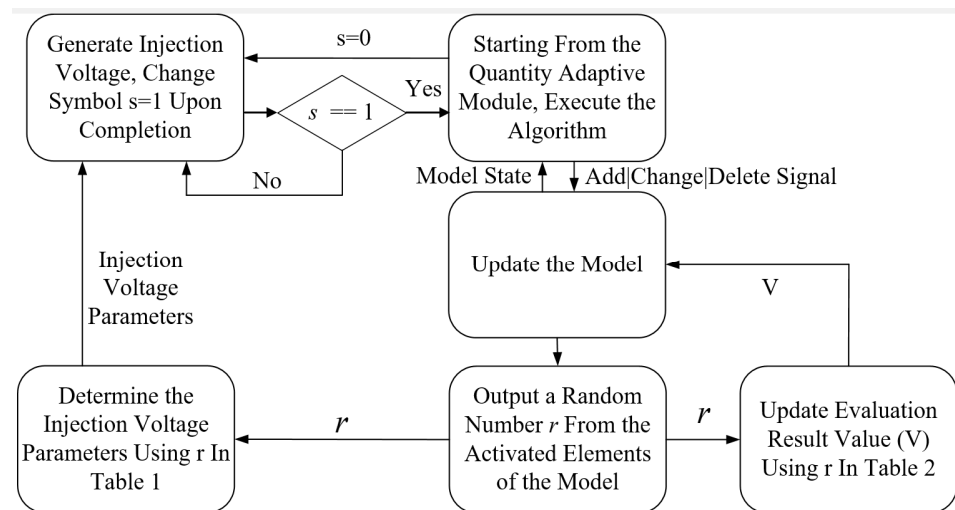 Generate Injection
Voltage, Change
Symbol s=1 Upon
Completion
s=0
s == 1
Yes
No
Starting From the
Quantity Adaptive
Module, Execute the
Algorithm
Model State
Add|Change|Delete Signal
Update the Model
V
Injection
Voltage
Parameters
Determine the
Injection Voltage
Parameters Using r In
Table 1
r
Output a Random
Number r From the
Activated Elements
of the Model
r
Update Evaluation
Result Value (V)
Using r In Table 2